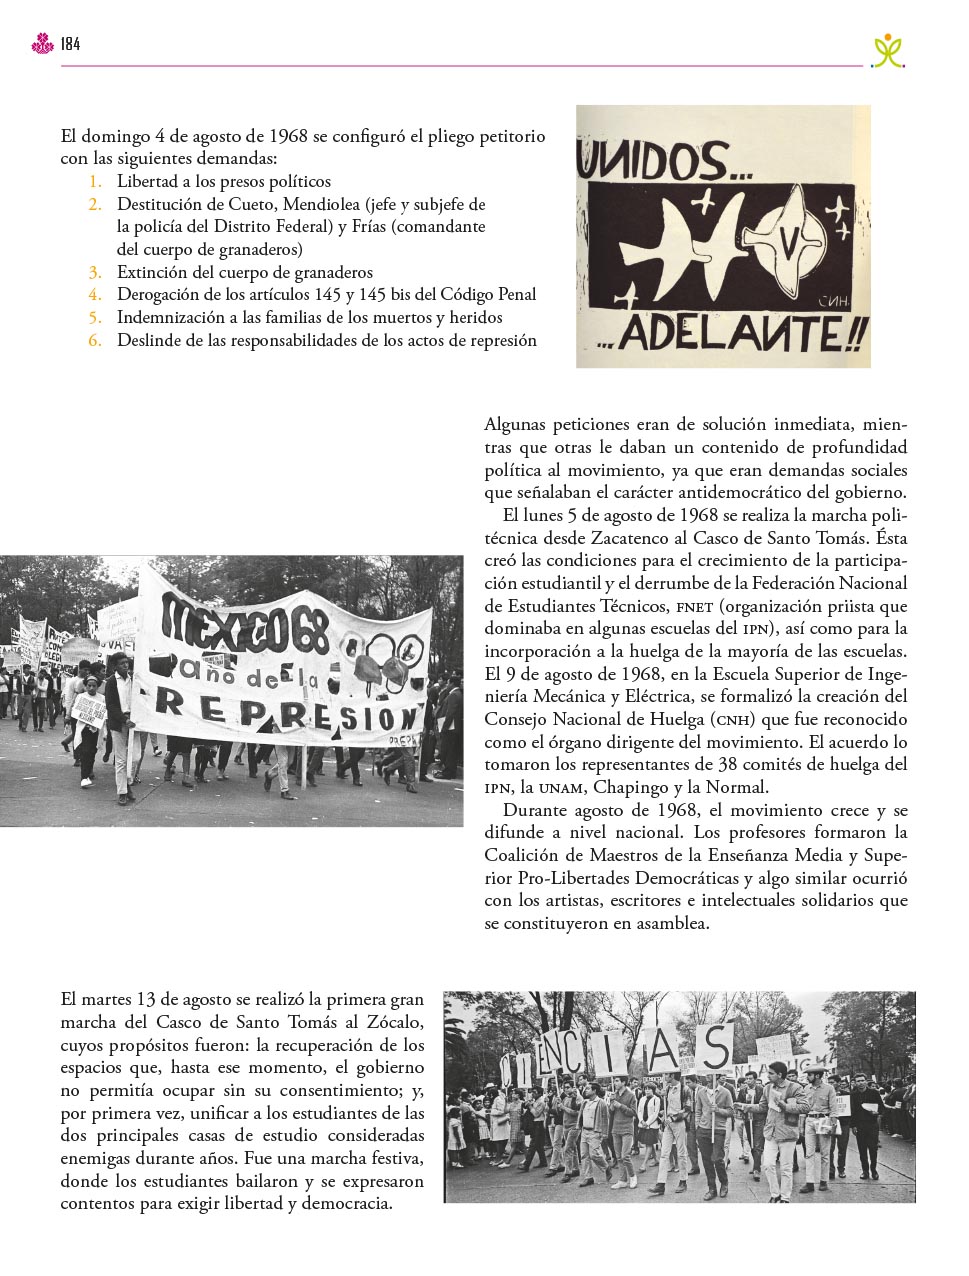 184
El domingo 4 de agosto de 1968 se configuró el pliego petitorio
con las siguientes demandas:
1. Libertad a los presos políticos
2. Destitución de Cueto, Mendiolea (jefe y subjefe de
la policía del Distrito Federal) y Frías (comandante
del cuerpo de granaderos)
3. Extinción del cuerpo de granaderos
4. Derogación de los artículos 145 y 145 bis del Código Penal
5. Indemnización a las familias de los muertos y heridos
6. Deslinde de las responsabilidades de los actos de represión
UNIDOS...
V
CNH
...ADELANTE!!
Algunas peticiones eran de solución inmediata, mien-
tras que otras le daban un contenido de profundidad
política al movimiento, ya que eran demandas sociales
que señalaban el carácter antidemocrático del gobierno.
El lunes 5 de agosto de 1968 se realiza la marcha poli-
técnica desde Zacatenco al Casco de Santo Tomás. Ésta
creó las condiciones para el crecimiento de la participa-
ción estudiantil y el derrumbe de la Federación Nacional
de Estudiantes Técnicos, FNET (organización priista que
dominaba en algunas escuelas del IPN), así como para la
incorporación a la huelga de la mayoría de las escuelas.
El 9 de agosto de 1968, en la Escuela Superior de Inge-
niería Mecánica y Eléctrica, se formalizó la creación del
Consejo Nacional de Huelga (CNH) que fue reconocido
como el órgano dirigente del movimiento. El acuerdo lo
tomaron los representantes de 38 comités de huelga del
IPN, la UNAM, Chapingo y la Normal.
Durante agosto de 1968, el movimiento crece y se
difunde a nivel nacional. Los profesores formaron la
Coalición de Maestros de la Enseñanza Media y Supe-
rior Pro-Libertades Democráticas y algo similar ocurrió
con los artistas, escritores e intelectuales solidarios que
se constituyeron en asamblea.
MEXICO 68
año de la
REPRESION
El martes 13 de agosto se realizó la primera gran
marcha del Casco de Santo Tomás al Zócalo,
cuyos propósitos fueron: la recuperación de los
espacios que, hasta ese momento, el gobierno
no permitía ocupar sin su consentimiento; y,
por primera vez, unificar a los estudiantes de las
dos principales casas de estudio consideradas
enemigas durante años. Fue una marcha festiva,
donde los estudiantes bailaron y se expresaron
contentos para exigir libertad y democracia.
CIENCIAS